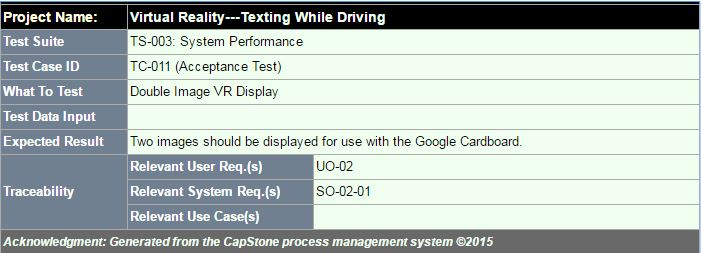 Project Name: Virtual Reality---Texting While Driving
Test Suite TS-003: System Performance
Test Case ID TC-011 (Acceptance Test)
What To Test Double Image VR Display
Test Data Input
Expected Result Two images should be displayed for use with the Google Cardboard.
Relevant User Req.(s) UO-02
Traceability Relevant System Req.(s) SO-02-01
Relevant Use Case(s)
Acknowledgment: Generated from the CapStone process management system ©2015